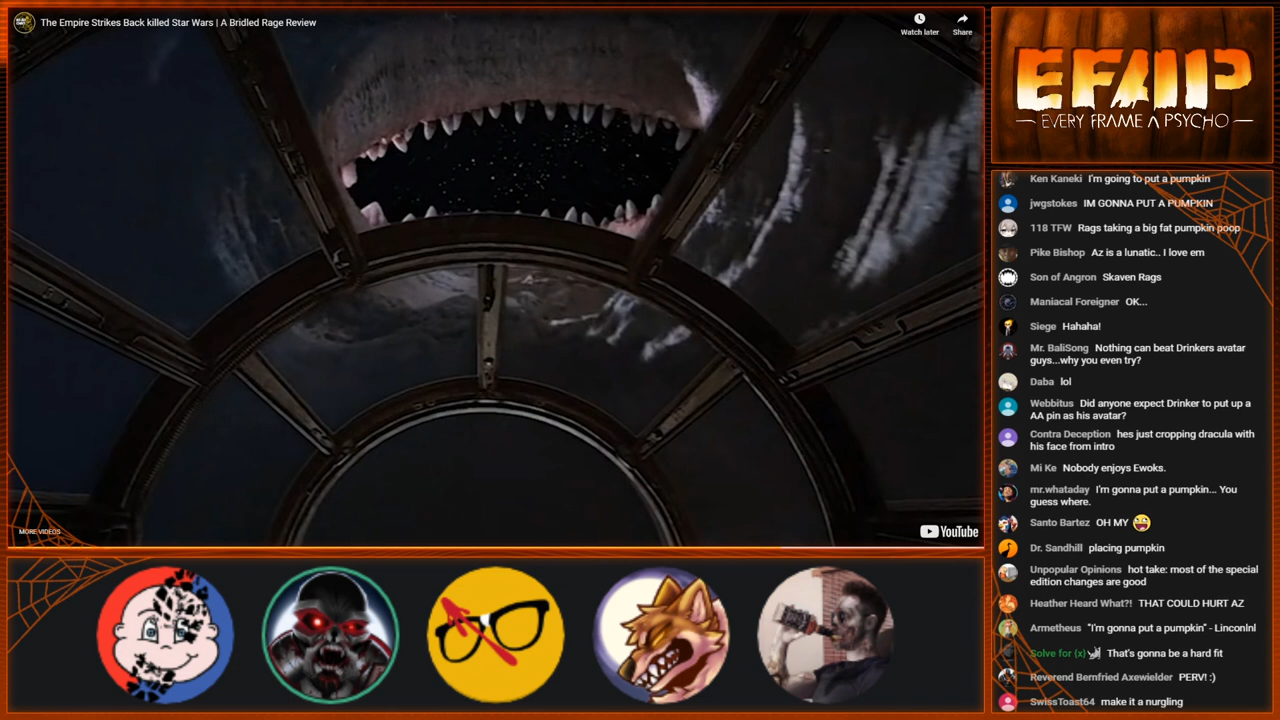 The Empire Strikes Back killed Star Wars | A Bridled Rage Review
Watch later
Share
MORE VIDEOS
YouTube
EFAP
EVERY FRAME A PSYCHO
Ken Kaneki I'm going to put a pumpkin
jwgstokes IM GONNA PUT A PUMPKIN
118 TFW Rags taking a big fat pumpkin poop
Pike Bishop Az is a lunatic.. I love em
Son of Angron Skaven Rags
Maniacal Foreigner OK...
Siege Hahaha!
Mr. BaliSong Nothing can beat Drinkers avatar
guys...why you even try?
Daba lol
Webbitus Did anyone expect Drinker to put up a
AA pin as his avatar?
Contra Deception hes just cropping dracula with
his face from intro
Mi Ke Nobody enjoys Ewoks.
mr.whataday I'm gonna put a pumpkin... You
guess where.
Santo Bartez OH MY
Dr. Sandhill placing pumpkin
Unpopular Opinions hot take: most of the special
edition changes are good
Heather Heard What?! THAT COULD HURT AZ
Armetheus "I'm gonna put a pumpkin" - Linconlnl
Solve for (x) That's gonna be a hard fit
Reverend Bernfried Axewielder PERV! :)
SwissToast64 make it a nurgling